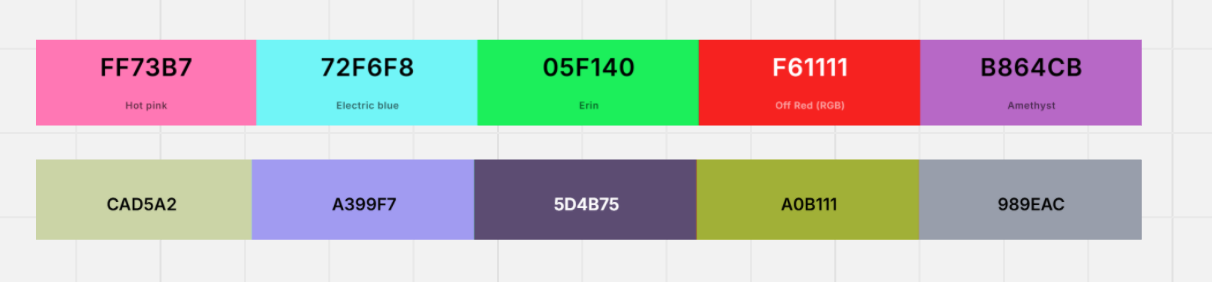 FF73B7 72F6F8 05F140 F61111 B864CB
Hot pink Electric blue Erin Off Red (RGB) Amethyst
CAD5A2 A399F7 5D4B75 A0B111 989EAC